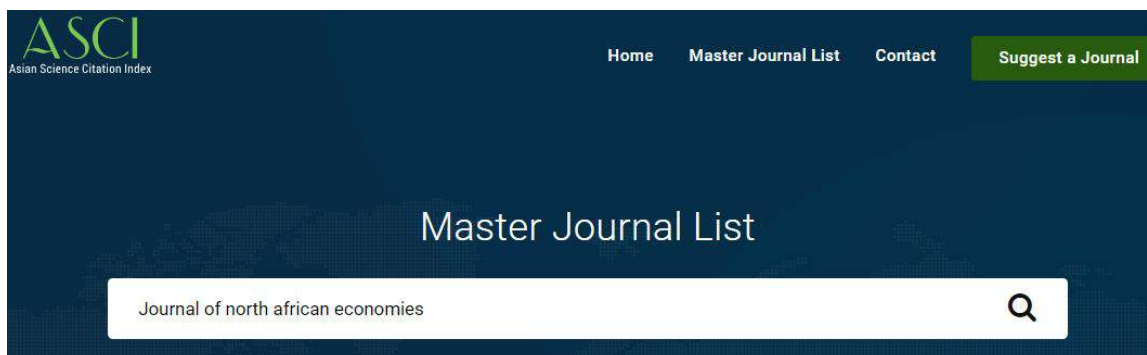 ASCI
Asian Science Citation Index
Home Master Journal List Contact Suggest a Journal
Master Journal List
Journal of north african economies